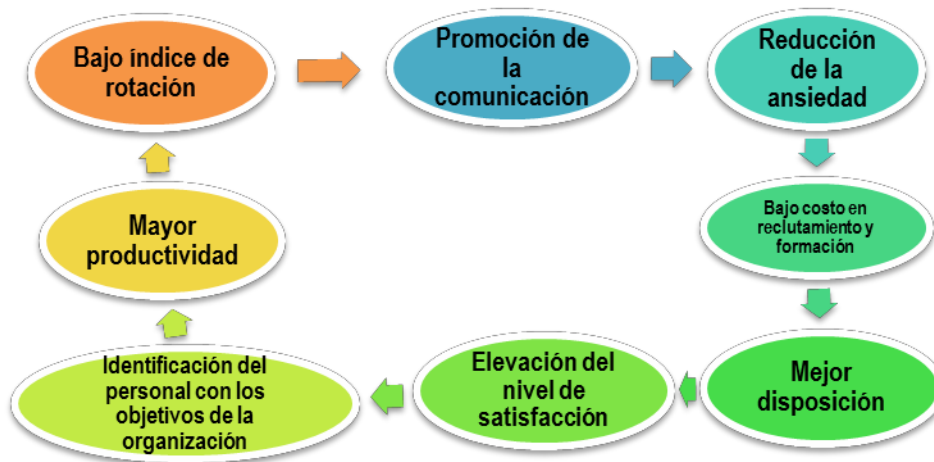 Bajo índice de
rotación
Promoción de
la
comunicación
Reducción
de la
ansiedad
Bajo costo en
reclutamiento y
formación
Mejor
disposición
Elevación del
nivel de
satisfacción
Identificación del
personal con los
objetivos de la
organización
Mayor
productividad